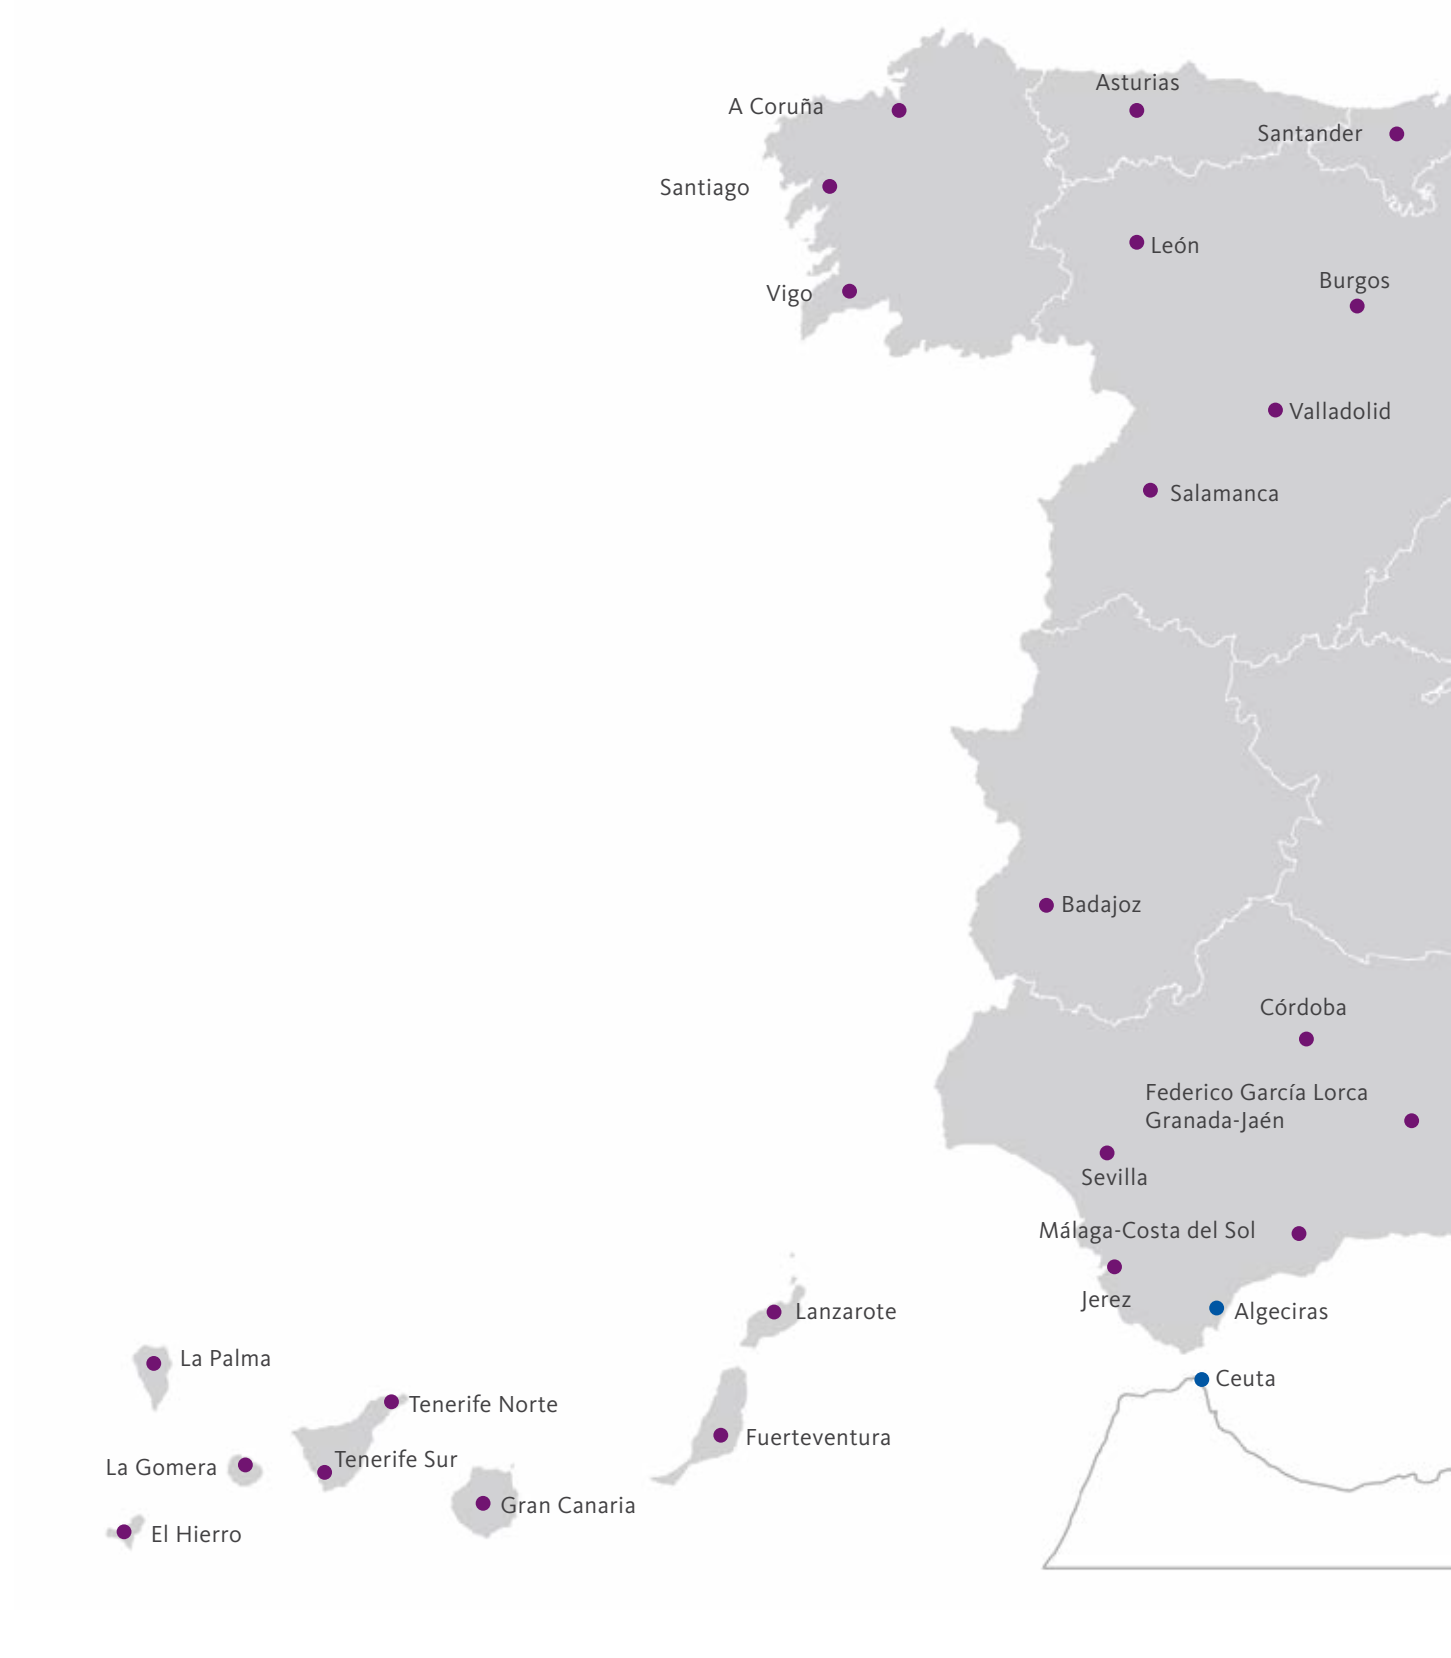 Asturias
A Coruña
Santander
Santiago
León
Burgos
Vigo
Valladolid
Salamanca
Badajoz
Córdoba
Federico García Lorca
Granada-Jaén
Sevilla
Málaga-Costa del Sol
Jerez
Lanzarote
Algeciras
La Palma
Ceuta
Tenerife Norte
Fuerteventura
Tenerife Sur
La Gomera
Gran Canaria
El Hierro